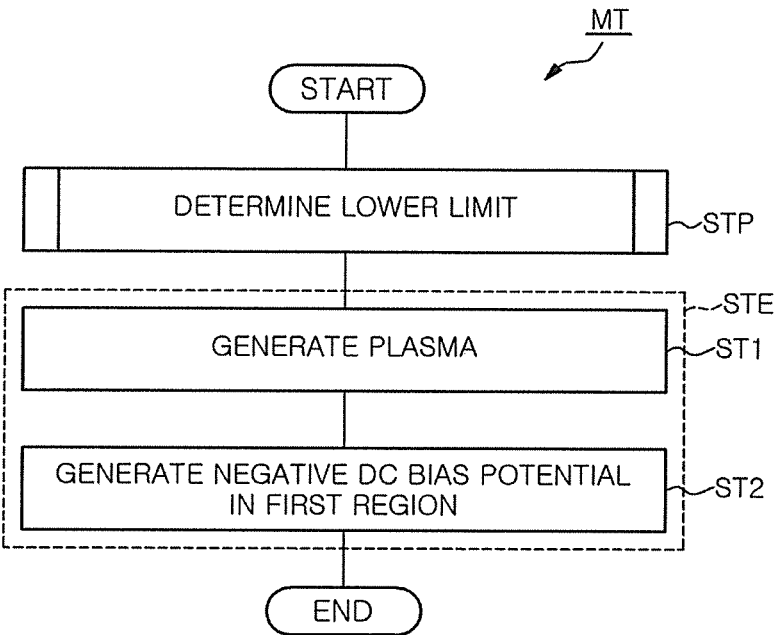 MT
START
DETERMINE LOWER LIMIT
STP
STE
GENERATE PLASMA
ST1
GENERATE NEGATIVE DC BIAS POTENTIAL
IN FIRST REGION
ST2
END